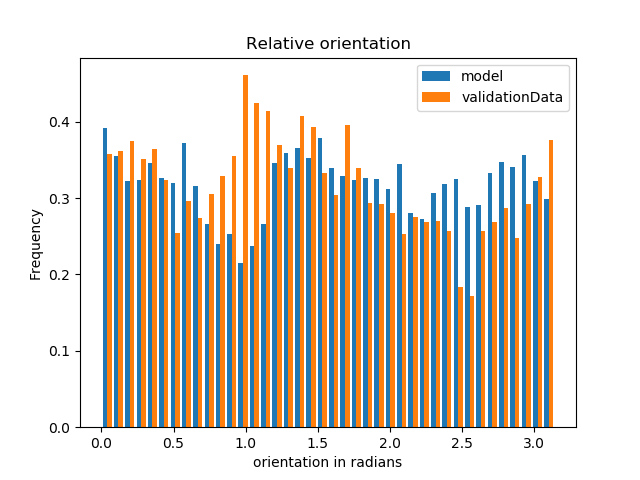 Relative orientation
model
validationData
Frequency
0.4
0.3
0.2
0.1
0.0
0.0 0.5 1.0 1.5 2.0 2.5 3.0
orientation in radians